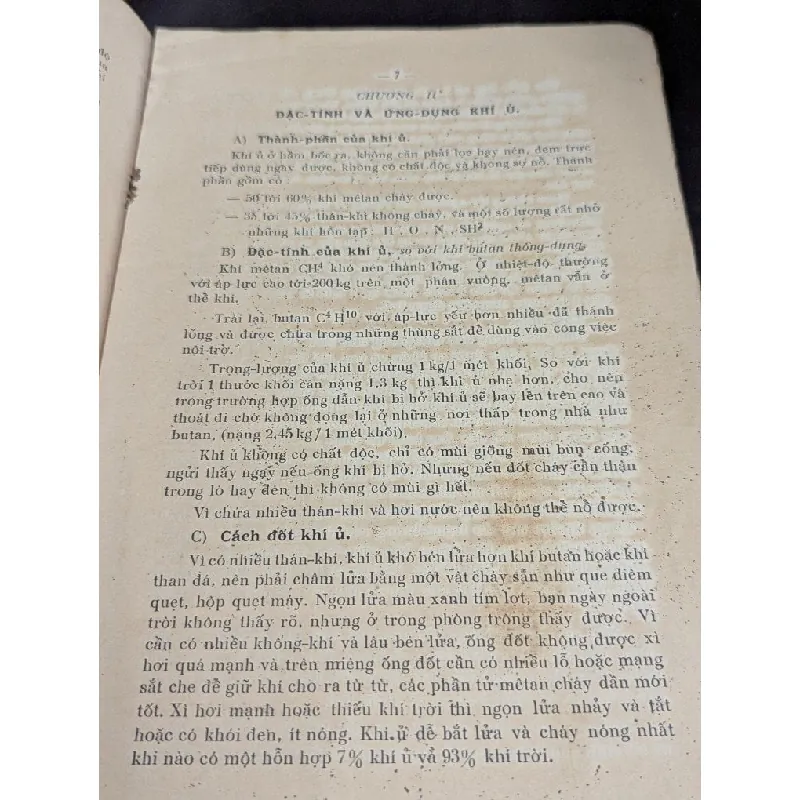 — 7 —
CHƯƠNG II
ĐẶC-TÍNH VÀ ỨNG-DỤNG KHÍ Ủ.
A) Thành-phần của khí ủ.
Khí ủ ở hầm bốc ra, không cần phải lọc hay nén, đem trực
tiếp dùng ngay được, không có chất độc và không sợ nổ. Thành
phần gồm có :
— 50 tới 60% khí mêtan cháy được.
— 35 tới 45% thán-khí không cháy, và một số lượng rất nhỏ
những khí hỗn tạp : H , O , N , SH²
B) Đặc-tính của khí ủ, so với khí butan thông-dụng.
Khí mêtan CH⁴ khó nén thành lỏng. Ở nhiệt-độ thường
với áp lực cao tới 200kg trên một phân vuông, mêtan vẫn ở
thể khí.
Trái lại, butan C⁴H¹⁰ với áp-lực yếu hơn nhiều đã thành
lỏng và được chứa trong những thùng sắt để dùng vào công việc
nội-trợ.
Trọng-lượng của khí ủ chừng 1kg/1 mét khối, So với khí
trời 1 thước khối cân nặng 1,3kg thì khí ủ nhẹ hơn, cho nên
trong trường hợp ống dẫn khí bị hở khí ủ sẽ bay lên trên cao và
thoát đi chớ không đọng lại ở những nơi thấp trong nhà như
butan, (nặng 2,45kg/1 mét khối).
Khí ủ không có chất độc, chỉ có mùi giống mùi bùn cống,
ngửi thấy ngay nếu ống khí bị hở. Nhưng nếu đốt cháy cẩn thận
trong lò hay đèn thì không có mùi gì hết.
Vì chứa nhiều thán-khí và hơi nước nên không thể nổ được.
C) Cách đốt khí ủ.
Vì có nhiều thán-khí, khí ủ khó bén lửa hơn khí butan hoặc khí
than đá, nên phải châm lửa bằng một vật cháy sẵn như que diêm
quẹt, hộp quẹt máy. Ngọn lửa màu xanh tím lợt, ban ngày ngoài
trời không thấy rõ, nhưng ở trong phòng trông thấy được. Vì
cần có nhiều không-khí và lâu bén lửa, ống đốt không được xì
hơi quá mạnh và trên miệng ống đốt cần có nhiều lỗ hoặc mạng
sắt che để giữ khí cho ra từ từ, các phần tử mêtan cháy dần mới
tốt. Xì hơi mạnh hoặc thiếu khí trời thì ngọn lửa nhảy và tắt
hoặc có khói đen, ít nóng. Khí ủ dễ bắt lửa và cháy nóng nhất
khi nào có một hỗn hợp 7% khí ủ và 93% khí trời.